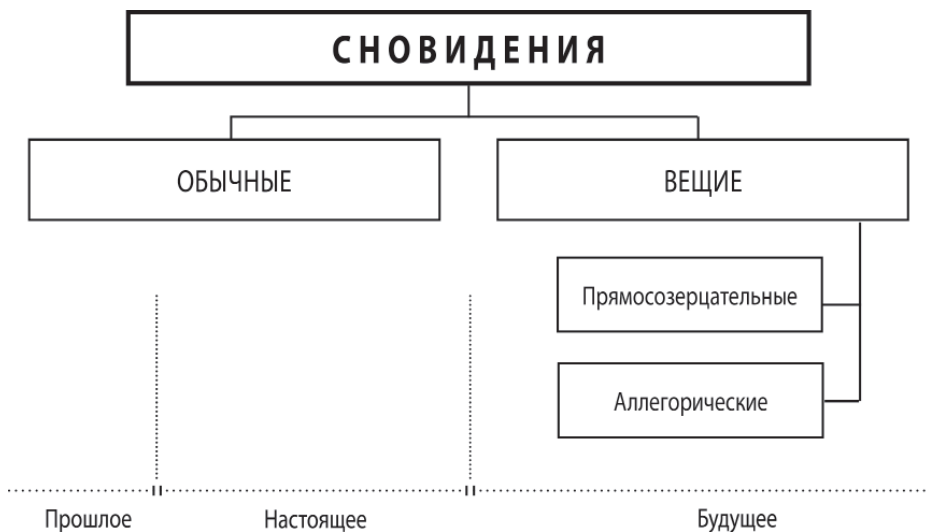 СНОВИДЕНИЯ
ОБЫЧНЫЕ
ВЕЩИЕ
Прямосозерцательные
Аллегорические
Прошлое
Настоящее
Будущее